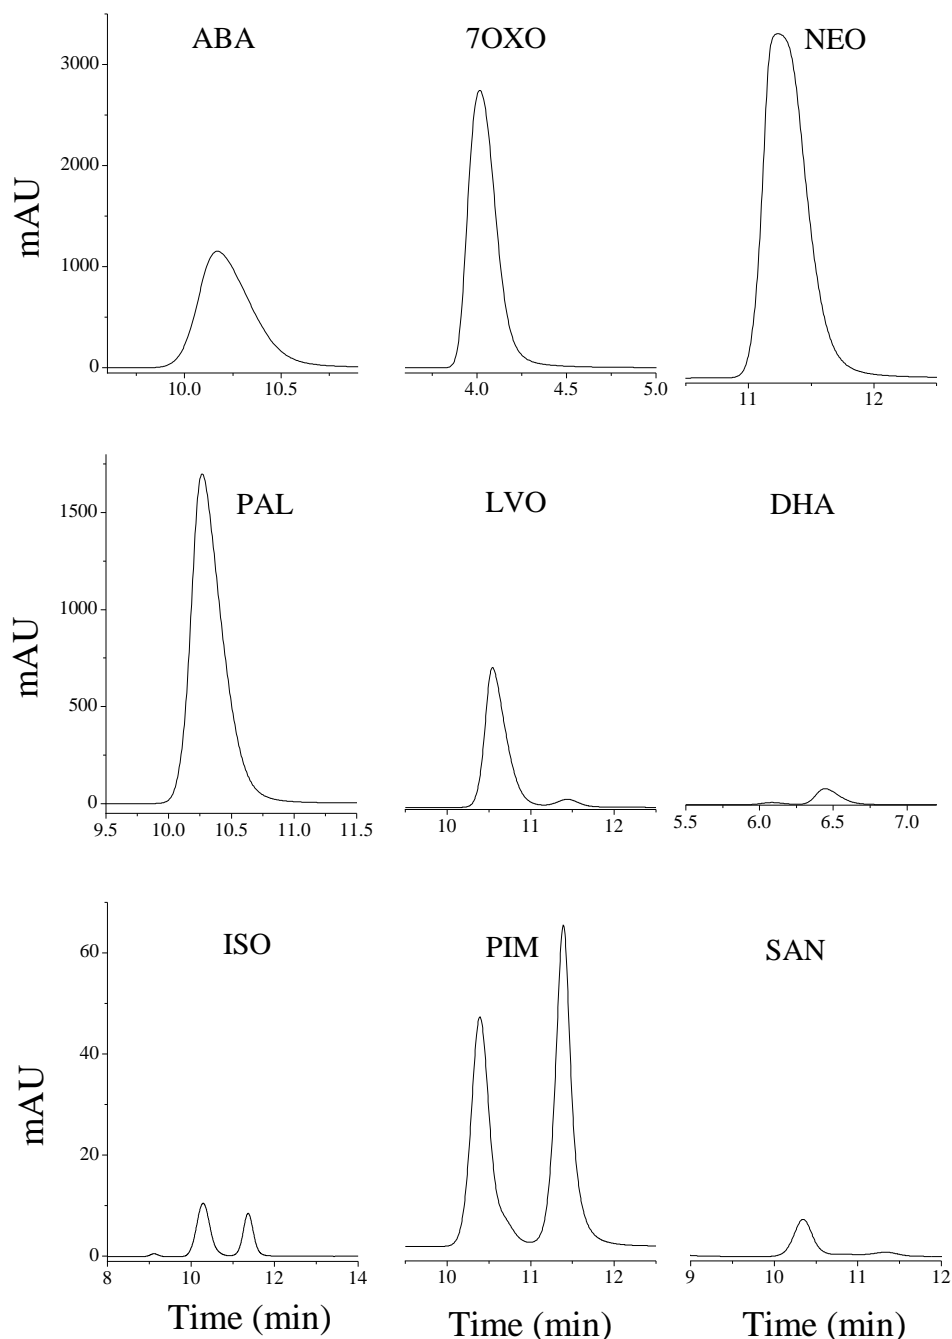 ABA 7OXO NEO
3000
2000
mAU
1000
0
10.0 10.5 4.0 4.5 5.0 11 12
PAL LVO DHA
1500
1000
mAU
500
0
9.5 10.0 10.5 11.0 11.5 10 11 12 5.5 6.0 6.5 7.0
ISO PIM SAN
60
40
mAU
20
0
8 10 12 14 10 11 12 9 10 11 12
Time (min) Time (min) Time (min)